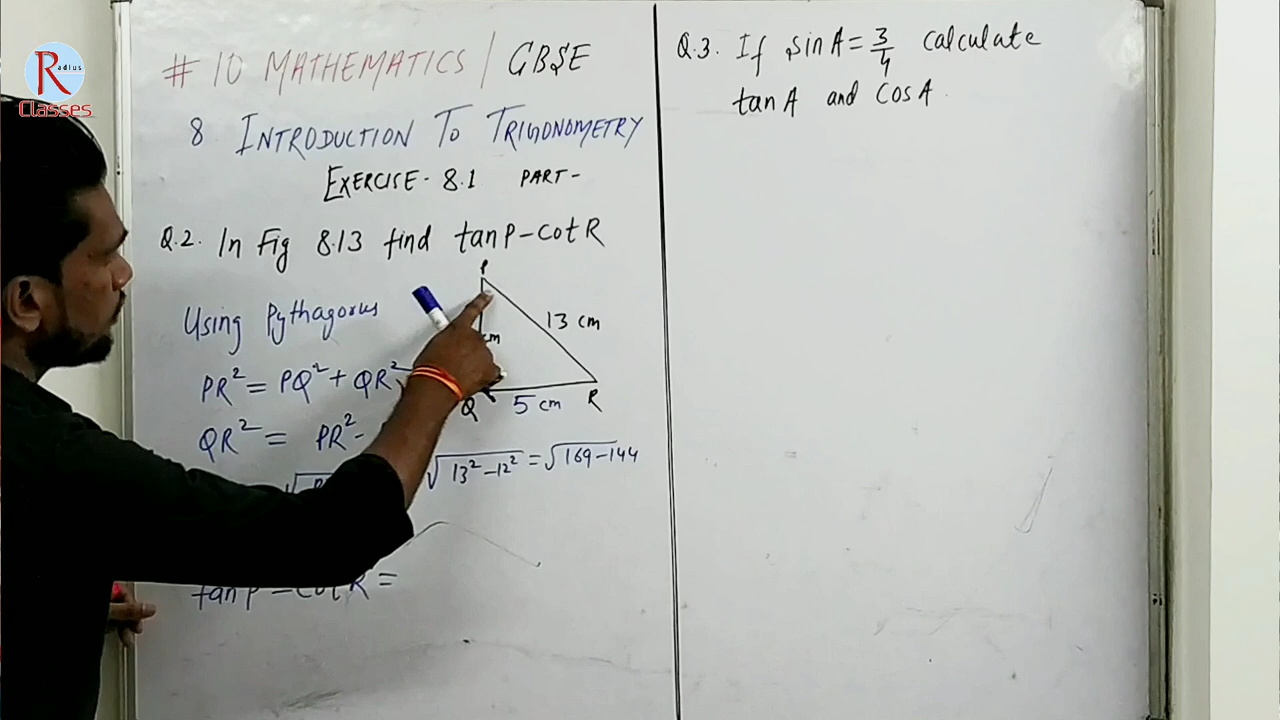 Radius
Classes
# 10 MATHEMATICS / CBSE
8 INTRODUCTION TO TRIGONOMETRY
EXERCISE - 8.1 PART -
Q.2. In Fig 8.13 find tan P - cot R
P
Using Pythagorus
13 cm
cm
PR² = PQ² + QR²
Q 5 cm R
QR² = PR² -
√13² - 12² = √169 - 144
tan P - cot R =
Q.3. If sin A = 3/4 calculate
tan A and cos A.